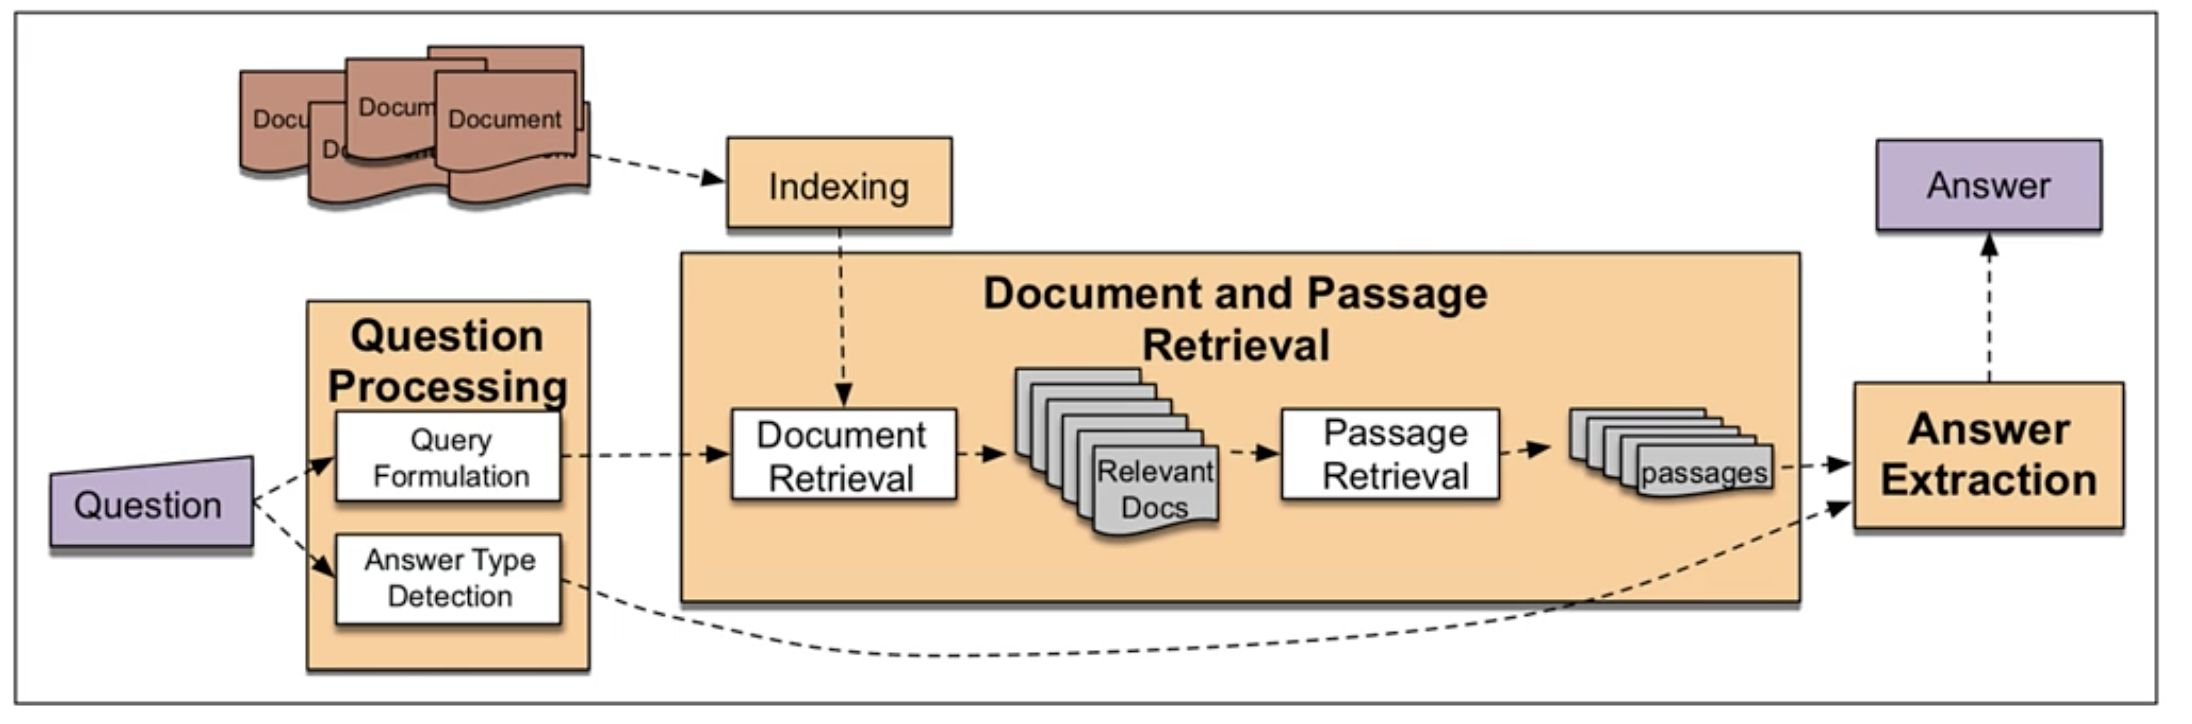 Docu
Docum
Document
Indexing
Answer
Document and Passage
Retrieval
Question
Processing
Query
Formulation
Document
Retrieval
Relevant
Docs
Passage
Retrieval
passages
Answer
Extraction
Question
Answer Type
Detection